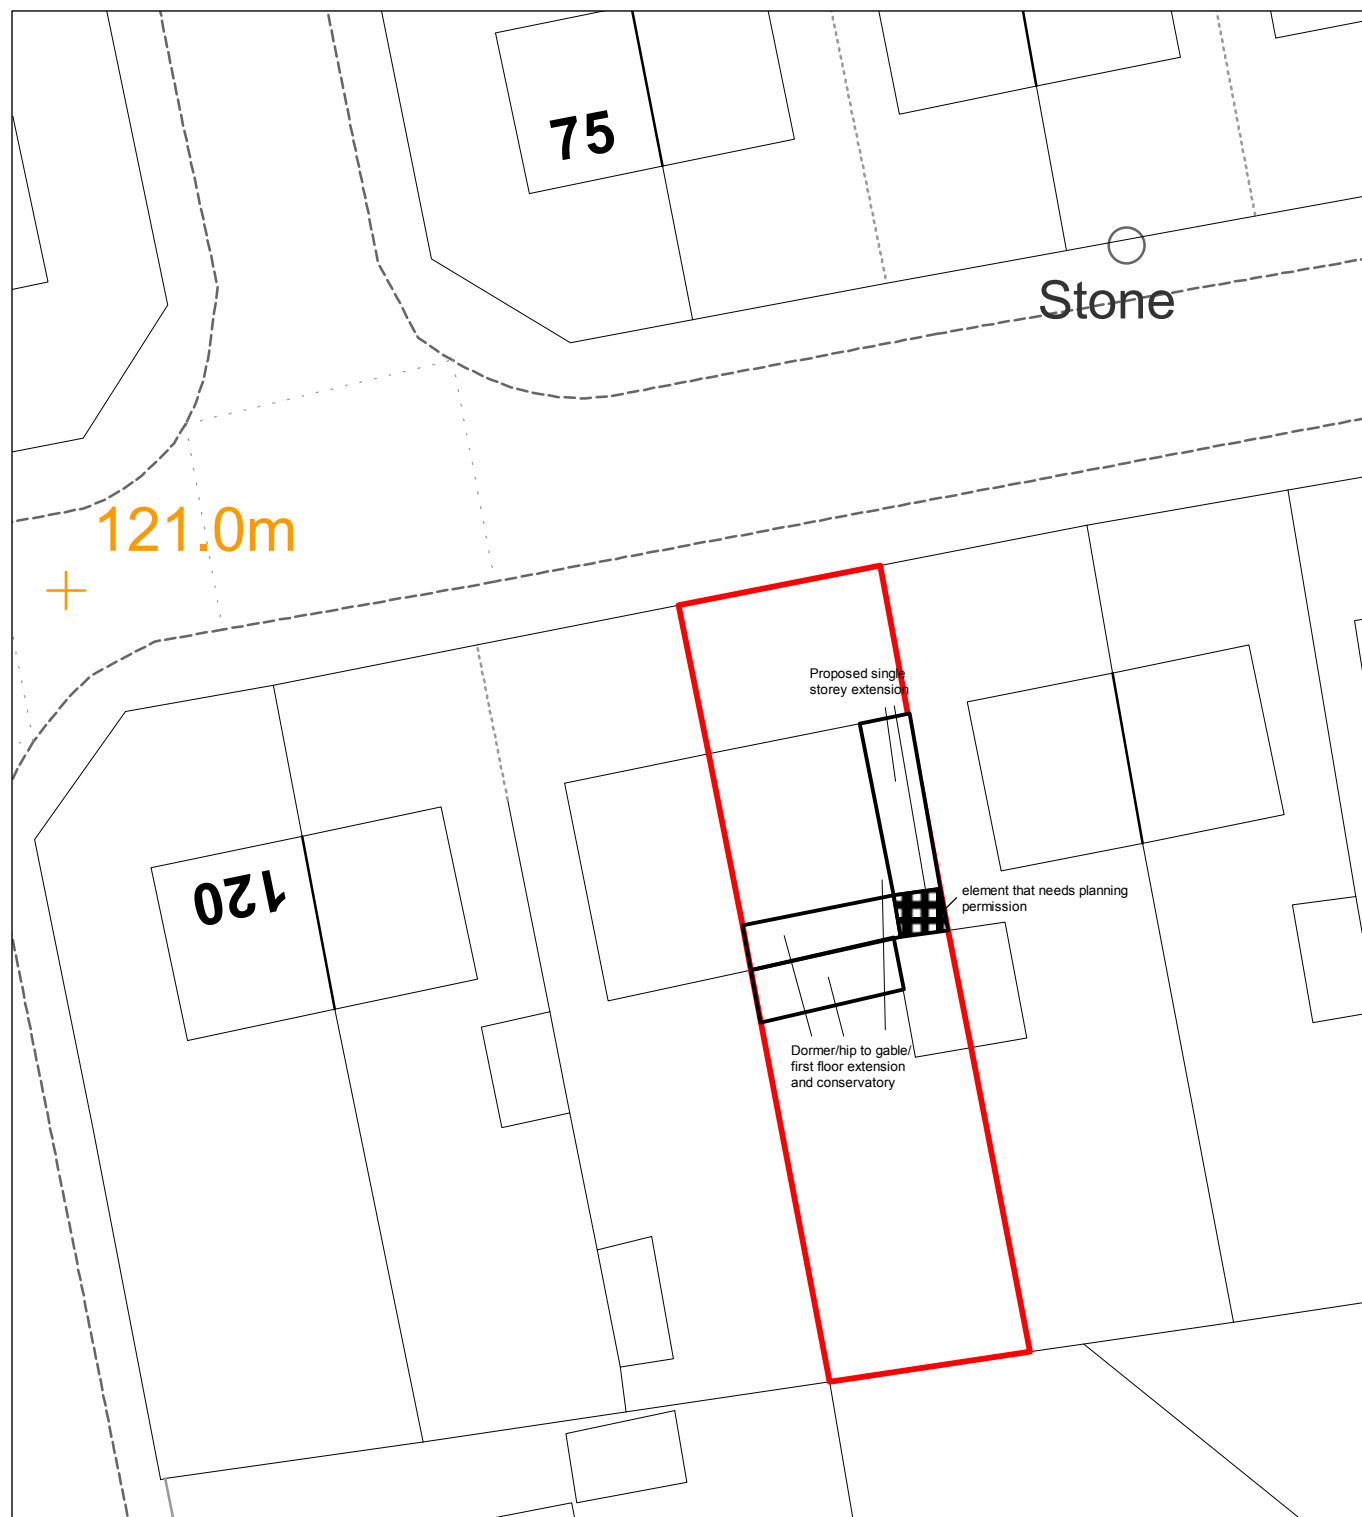 75
Stone
121.0m
Proposed single
storey extension
120
element that needs planning
permission
Dormer/hip to gable/
first floor extension
and conservatory